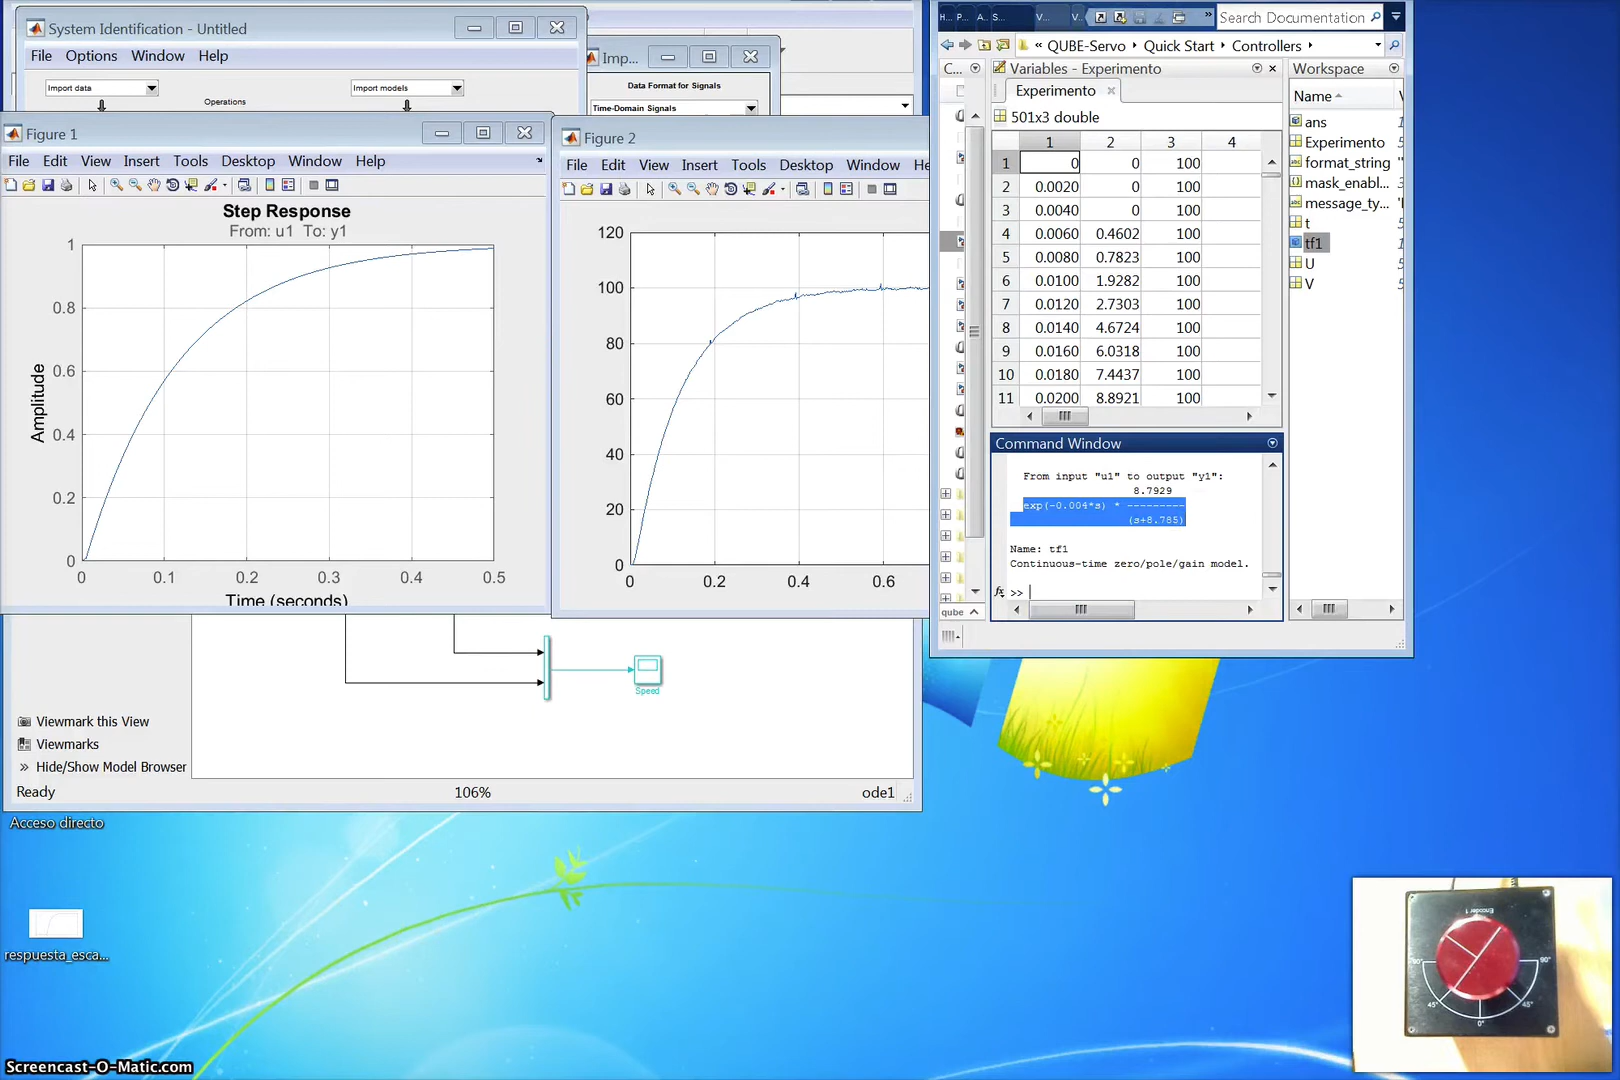 System Identification - Untitled
File Options Window Help
Import data
Import models
Operations
Imp...
Data Format for Signals
Time-Domain Signals
Figure 1
File Edit View Insert Tools Desktop Window Help
Step Response
From: u1 To: y1
1
0.8
0.6
0.4
0.2
0
Amplitude
0 0.1 0.2 0.3 0.4 0.5
Time (seconds)
Figure 2
File Edit View Insert Tools Desktop Window He
120
100
80
60
40
20
0
0 0.2 0.4 0.6
Speed
Viewmark this View
Viewmarks
Hide/Show Model Browser
Ready 106% ode1
H... P... A... S... V... V.
Search Documentation
« QUBE-Servo Quick Start Controllers
C...
Variables - Experimento
Experimento
501x3 double
1 2 3 4
1 0 0 100
2 0.0020 0 100
3 0.0040 0 100
4 0.0060 0.4602 100
5 0.0080 0.7823 100
6 0.0100 1.9282 100
7 0.0120 2.7303 100
8 0.0140 4.6724 100
9 0.0160 6.0318 100
10 0.0180 7.4437 100
11 0.0200 8.8921 100
Workspace
Name
ans
Experimento
format_string
mask_enabl...
message_ty...
t
tf1
U
V
Command Window
From input "u1" to output "y1":
8.7929
exp(-0.004*s) * ---------
(s+8.785)
Name: tf1
Continuous-time zero/pole/gain model.
fx >>
qube
Acceso directo
respuesta_esca...
Encoder 1
90° 90°
45° 45°
0°
Screencast-O-Matic.com